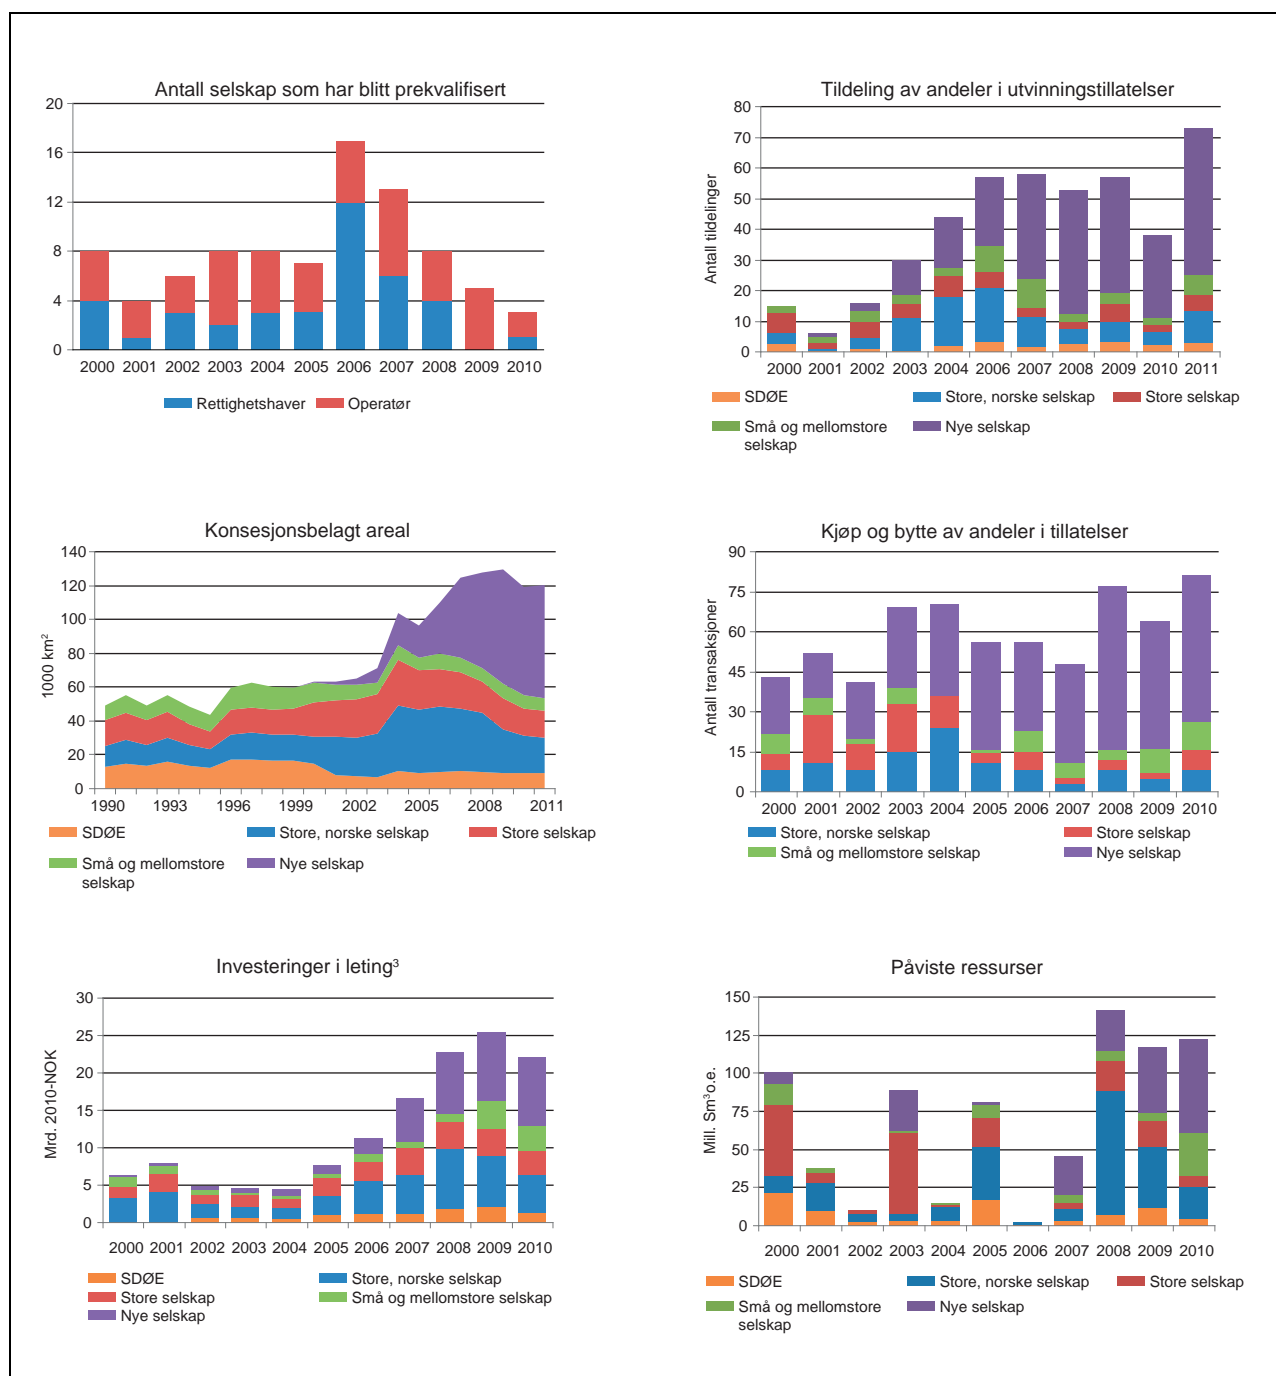 Antall selskap som har blitt prekvalifisert
20
16
12
8
4
0
2000 2001 2002 2003 2004 2005 2006 2007 2008 2009 2010
Rettighetshaver Operatør
Tildeling av andeler i utvinningstillatelser
Antall tildelinger
80
70
60
50
40
30
20
10
0
2000 2001 2002 2003 2004 2006 2007 2008 2009 2010 2011
SDØE Store, norske selskap Store selskap
Små og mellomstore Nye selskap
selskap
Konsesjonsbelagt areal
1000 km²
140
120
100
80
60
40
20
0
1990 1993 1996 1999 2002 2005 2008 2011
SDØE Store, norske selskap Store selskap
Små og mellomstore Nye selskap
selskap
Kjøp og bytte av andeler i tillatelser
Antall transaksjoner
90
75
60
45
30
15
0
2000 2001 2002 2003 2004 2005 2006 2007 2008 2009 2010
Store, norske selskap Store selskap
Små og mellomstore selskap Nye selskap
Investeringer i leting³
Mrd. 2010-NOK
30
25
20
15
10
5
0
2000 2001 2002 2003 2004 2005 2006 2007 2008 2009 2010
SDØE Store, norske selskap
Store selskap Små og mellomstore selskap
Nye selskap
Påviste ressurser
Mill. Sm³o.e.
150
125
100
75
50
25
0
2000 2001 2002 2003 2004 2005 2006 2007 2008 2009 2010
SDØE Store, norske selskap Store selskap
Små og mellomstore Nye selskap
selskap